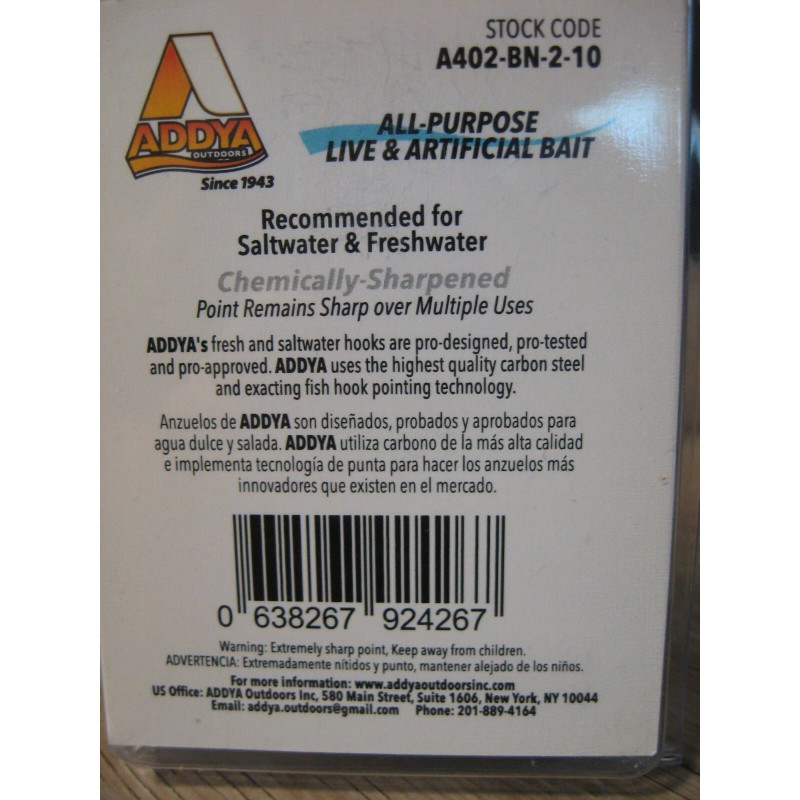 STOCK CODE
A402-BN-2-10
ADDYA
OUTDOORS
Since 1943
ALL-PURPOSE
LIVE & ARTIFICIAL BAIT
Recommended for
Saltwater & Freshwater
Chemically-Sharpened
Point Remains Sharp over Multiple Uses
ADDYA's fresh and saltwater hooks are pro-designed, pro-tested
and pro-approved. ADDYA uses the highest quality carbon steel
and exacting fish hook pointing technology.
Anzuelos de ADDYA son diseñados, probados y aprobados para
agua dulce y salada. ADDYA utiliza carbono de la más alta calidad
e implementa tecnología de punta para hacer los anzuelos más
innovadores que existen en el mercado.
0 638267 924267
Warning: Extremely sharp point, Keep away from children.
ADVERTENCIA: Extremadamente nítidos y punto, mantener alejado de los niños.
For more information: www.addyaoutdoorsinc.com
US Office: ADDYA Outdoors Inc, 580 Main Street, Suite 1606, New York, NY 10044
Email: addya.outdoors@gmail.com Phone: 201-889-4164